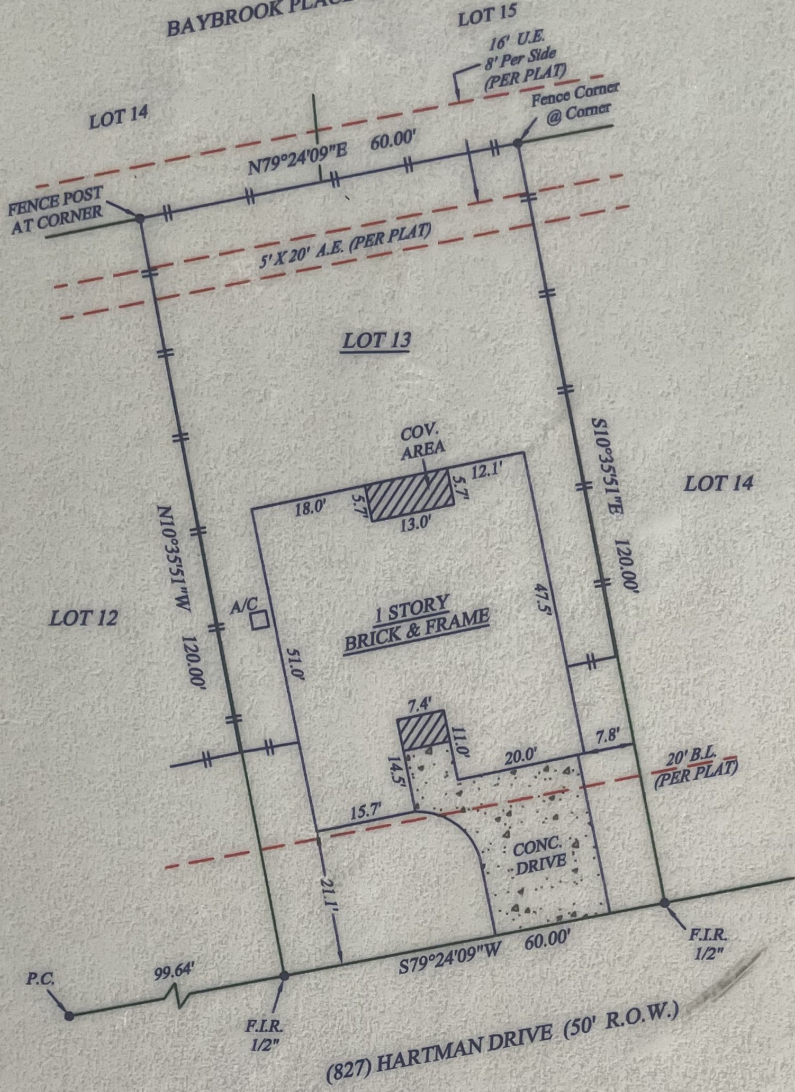 BAYBROOK PLACE
LOT 15
16' U.E.
8' Per Side
(PER PLAT)
Fence Corner
@ Corner
LOT 14
N79°24'09"E 60.00'
FENCE POST
AT CORNER
5' X 20' A.E. (PER PLAT)
LOT 13
COV.
AREA
18.0'
5.7'
13.0'
5.7'
12.1'
S10°35'51"E 120.00'
LOT 14
N10°35'51"W 120.00'
LOT 12
A/C
1 STORY
BRICK & FRAME
47.5'
51.0'
7.4'
11.0'
14.5'
20.0'
7.8'
20' B.L.
(PER PLAT)
15.7'
CONC.
DRIVE
21.1'
S79°24'09"W 60.00'
F.I.R.
1/2"
P.C.
99.64'
F.I.R.
1/2"
(827) HARTMAN DRIVE (50' R.O.W.)